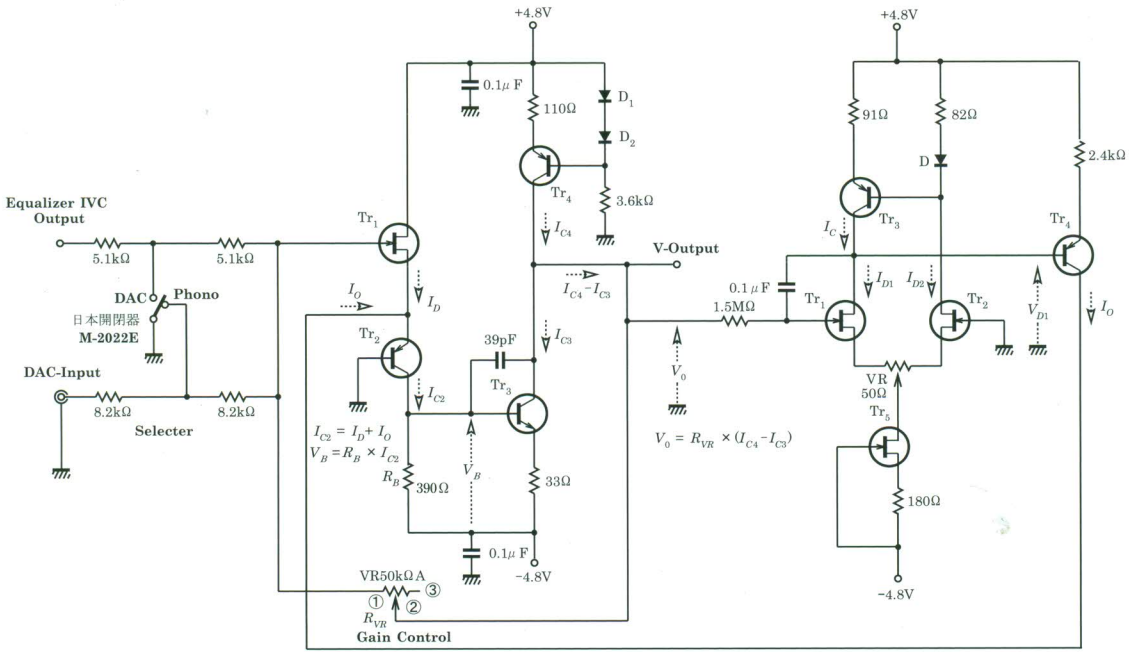 +4.8V
0.1μF
110Ω
D1
D2
Tr4
3.6kΩ
IC4
Equalizer IVC
Output
5.1kΩ
5.1kΩ
Tr1
DAC
Phono
日本開閉器
M-2022E
DAC-Input
8.2kΩ
8.2kΩ
Selecter
IO
ID
Tr2
IC2
IC2 = ID + IO
VB = RB × IC2
RB
390Ω
VB
39pF
Tr3
IC3
33Ω
0.1μF
-4.8V
V-Output
IC4-IC3
VR50kΩA
①
②
③
RVR
Gain Control
V0
V0 = RVR × (IC4-IC3)
+4.8V
91Ω
82Ω
D
2.4kΩ
Tr3
Tr4
IC
0.1μF
1.5MΩ
Tr1
ID1
ID2
Tr2
VD1
IO
VR
50Ω
Tr5
180Ω
-4.8V